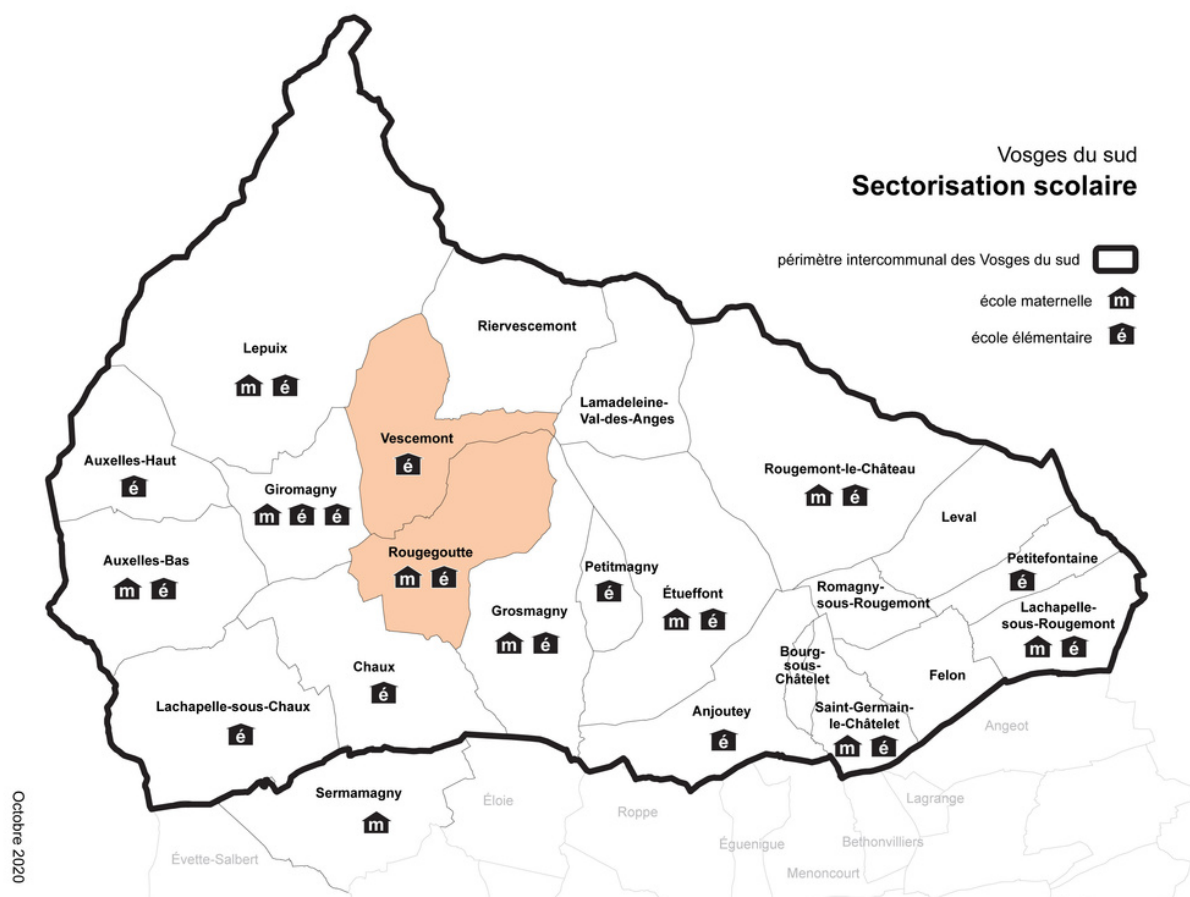 Vosges du sud
Sectorisation scolaire
périmètre intercommunal des Vosges du sud
école maternelle m
école élémentaire é
Riervescemont
Lepuix
m é
Lamadeleine-
Val-des-Anges
Vescemont
é
Auxelles-Haut
é
Rougemont-le-Château
m é
Giromagny
m é é
Leval
Auxelles-Bas
m é
Rougegoutte
m é
Petitmagny
é
Petitefontaine
é
Étueffont
m é
Romagny-
sous-Rougemont
Grosmagny
m é
Lachapelle-
sous-Rougemont
m é
Chaux
é
Bourg-
sous-
Châtelet
Felon
Lachapelle-sous-Chaux
é
Anjoutey
é
Saint-Germain-
le-Châtelet
m é
Angeot
Sermamagny
m
Éloie
Roppe
Lagrange
Éguenigue
Bethonvilliers
Évette-Salbert
Menoncourt
Octobre 2020